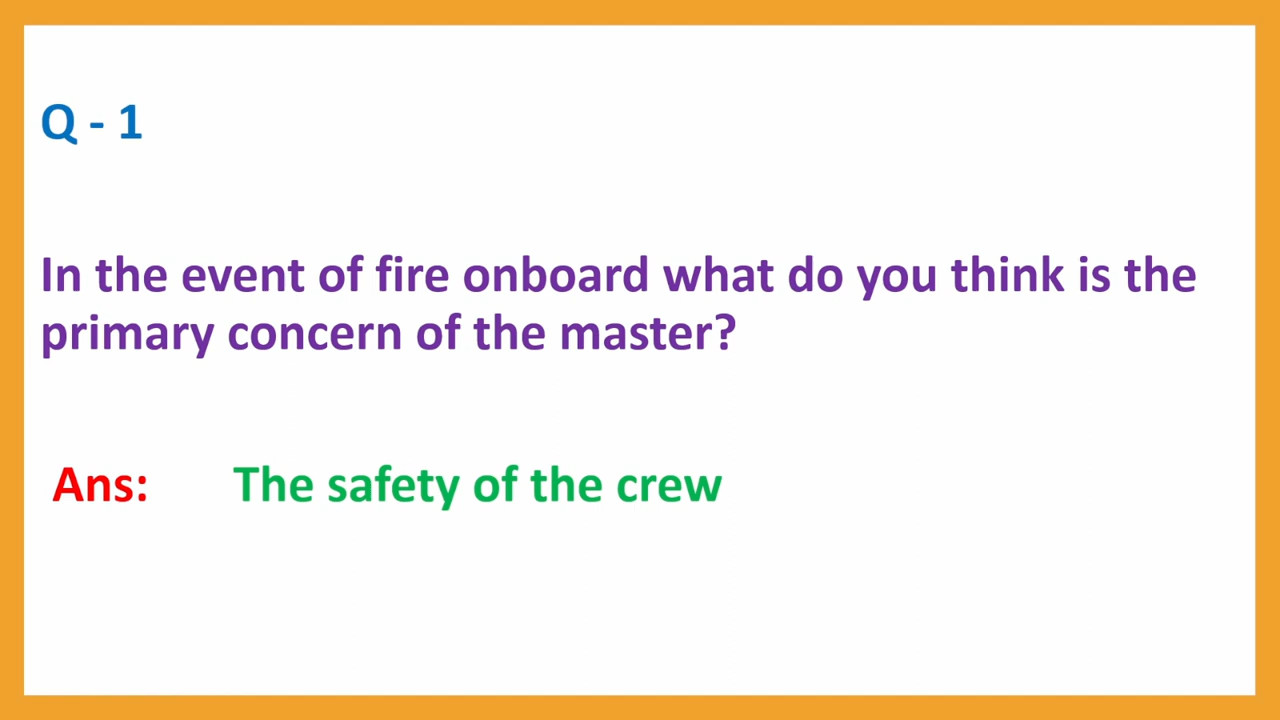 Q - 1
In the event of fire onboard what do you think is the
primary concern of the master?
Ans: The safety of the crew